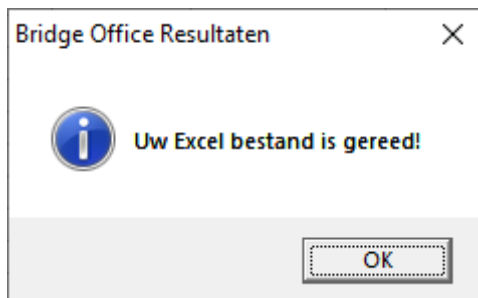 Bridge Office Resultaten
Uw Excel bestand is gereed!
OK